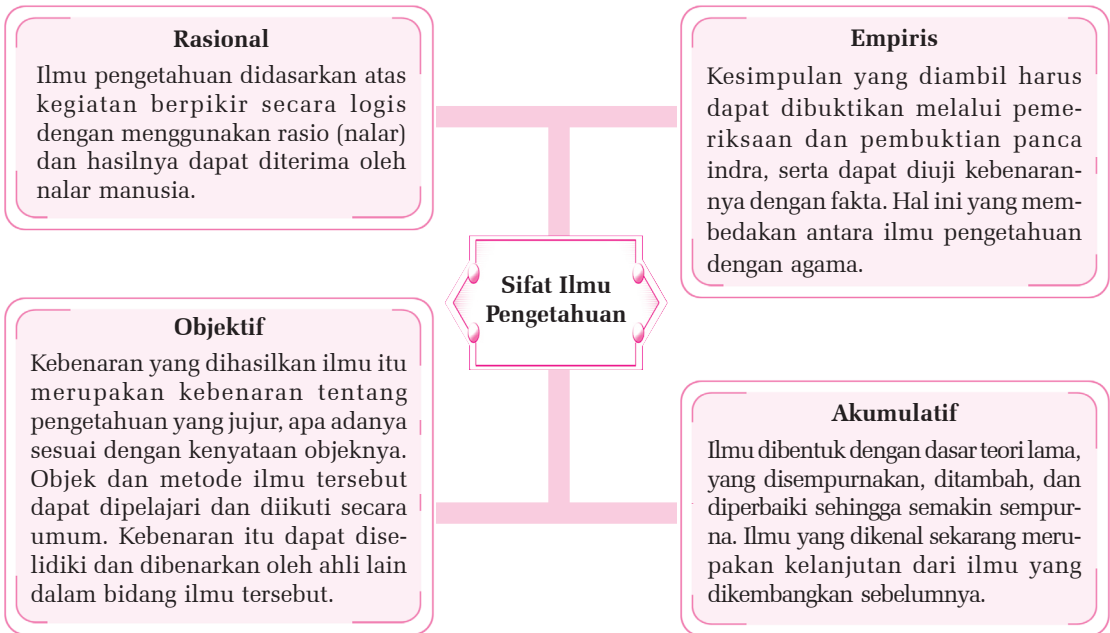 Rasional
Ilmu pengetahuan didasarkan atas
kegiatan berpikir secara logis
dengan menggunakan rasio (nalar)
dan hasilnya dapat diterima oleh
nalar manusia.
Empiris
Kesimpulan yang diambil harus
dapat dibuktikan melalui peme-
riksaan dan pembuktian panca
indra, serta dapat diuji kebenaran-
nya dengan fakta. Hal ini yang mem-
bedakan antara ilmu pengetahuan
dengan agama.
Sifat Ilmu
Pengetahuan
Objektif
Kebenaran yang dihasilkan ilmu itu
merupakan kebenaran tentang
pengetahuan yang jujur, apa adanya
sesuai dengan kenyataan objeknya.
Objek dan metode ilmu tersebut
dapat dipelajari dan diikuti secara
umum. Kebenaran itu dapat dise-
lidiki dan dibenarkan oleh ahli lain
dalam bidang ilmu tersebut.
Akumulatif
Ilmu dibentuk dengan dasar teori lama,
yang disempurnakan, ditambah, dan
diperbaiki sehingga semakin sempur-
na. Ilmu yang dikenal sekarang meru-
pakan kelanjutan dari ilmu yang
dikembangkan sebelumnya.